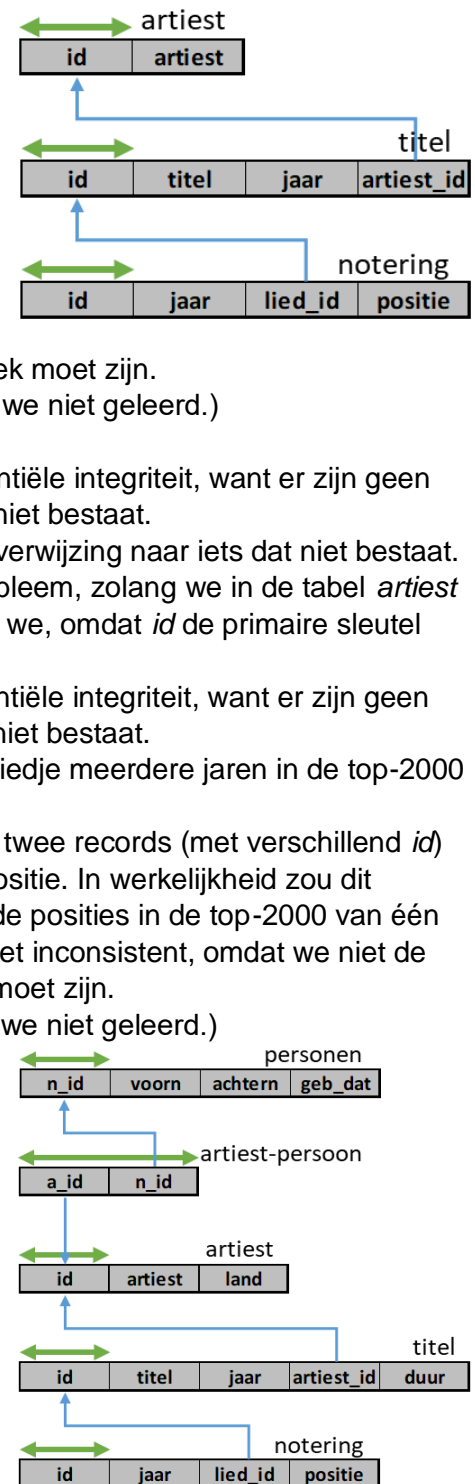 artiest
id artiest
titel
id titel jaar artiest_id
notering
id jaar lied_id positie
ek moet zijn.
we niet geleerd.)
ntiële integriteit, want er zijn geen
niet bestaat.
verwijzing naar iets dat niet bestaat.
bleem, zolang we in de tabel artiest
we, omdat id de primaire sleutel
ntiële integriteit, want er zijn geen
niet bestaat.
iedje meerdere jaren in de top-2000
twee records (met verschillend id)
ositie. In werkelijkheid zou dit
de posities in de top-2000 van één
et inconsistent, omdat we niet de
moet zijn.
we niet geleerd.)
personen
n_id voorn achtern geb_dat
artiest-persoon
a_id n_id
artiest
id artiest land
titel
id titel jaar artiest_id duur
notering
id jaar lied_id positie